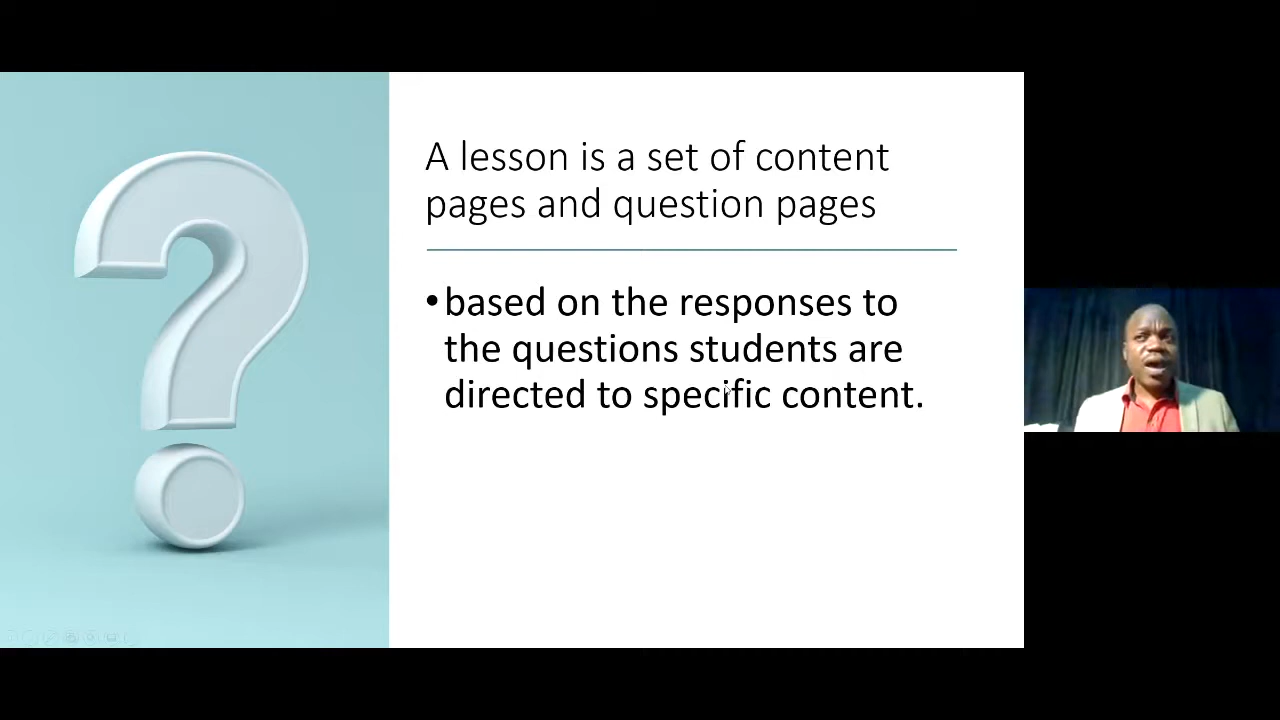 A lesson is a set of content
pages and question pages
•based on the responses to
the questions students are
directed to specific content.